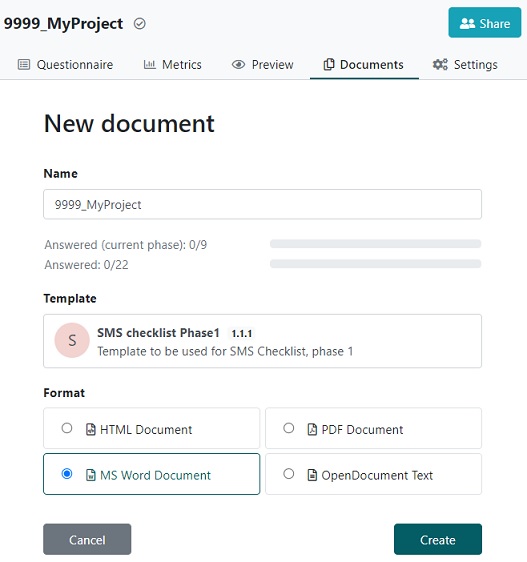 9999_MyProject
Share
Questionnaire Metrics Preview Documents Settings
New document
Name
9999_MyProject
Answered (current phase): 0/9
Answered: 0/22
Template
S
SMS checklist Phase1 1.1.1
Template to be used for SMS Checklist, phase 1
Format
HTML Document PDF Document
MS Word Document OpenDocument Text
Cancel Create